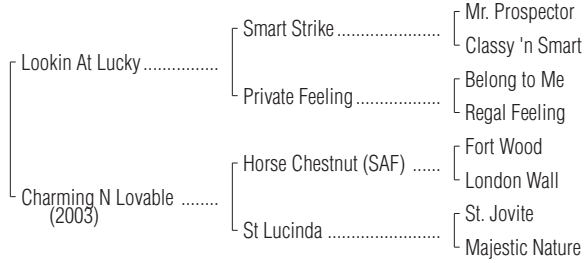 Mr. Prospector
Smart Strike ........................
Classy 'n Smart
Lookin At Lucky .................
Belong to Me
Private Feeling ...................
Regal Feeling
Fort Wood
Horse Chestnut (SAF) ......
London Wall
Charming N Lovable ........
(2003)
St. Jovite
St Lucinda .........................
Majestic Nature